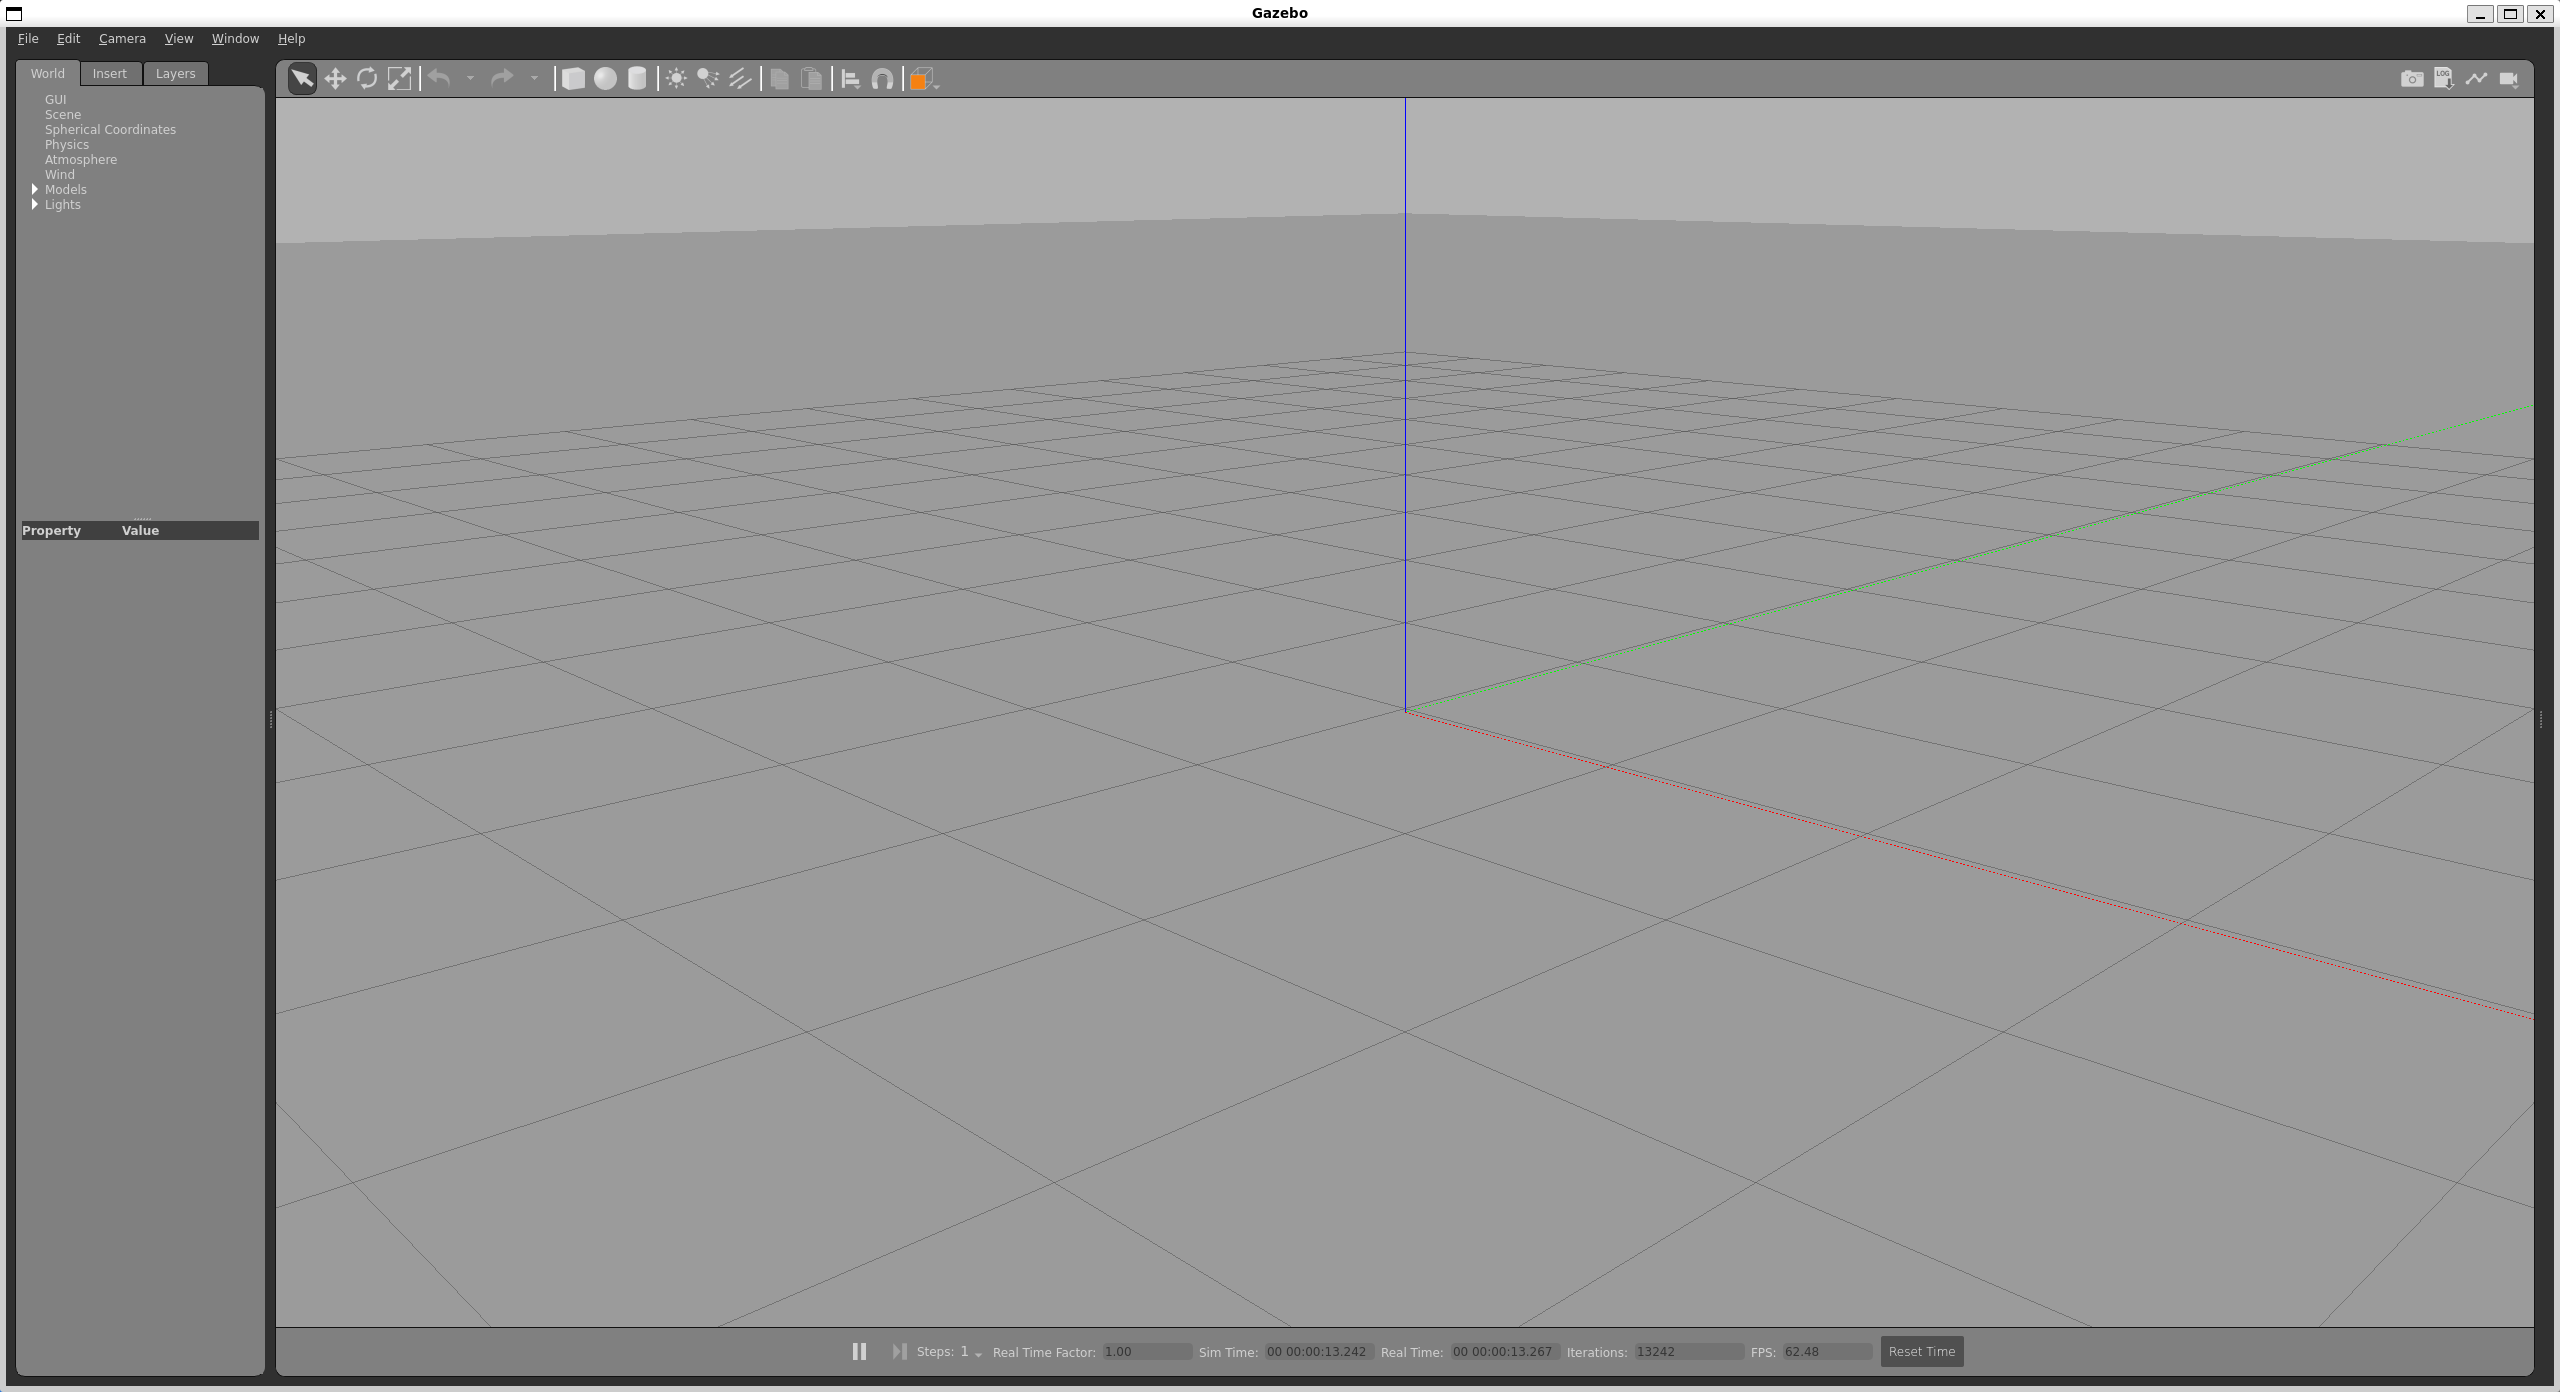 Gazebo
File Edit Camera View Window Help
World Insert Layers
LOG
GUI
Scene
Spherical Coordinates
Physics
Atmosphere
Wind
Models
Lights
Property Value
Steps: 1 Real Time Factor: 1.00 Sim Time: 00 00:00:13.242 Real Time: 00 00:00:13.267 Iterations: 13242 FPS: 62.48 Reset Time